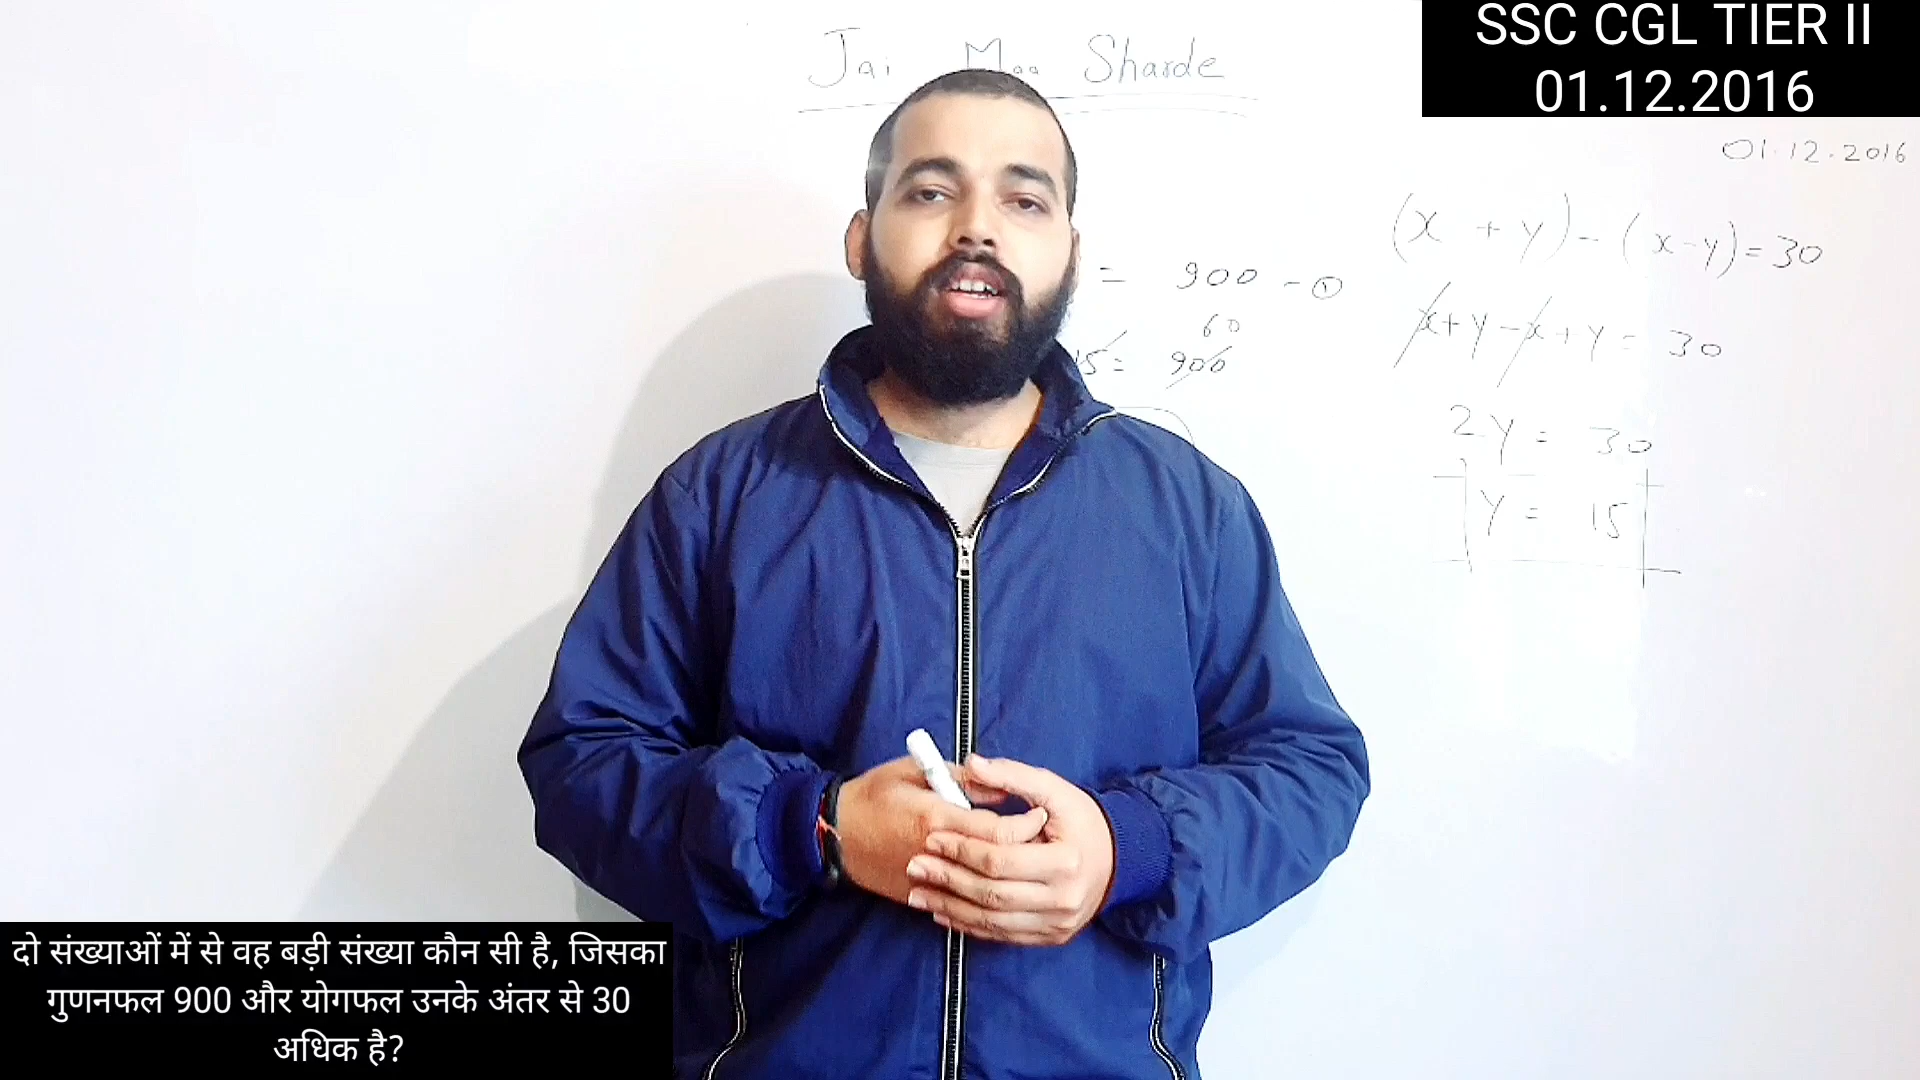 SSC CGL TIER II
01.12.2016
Jai Maa Sharde
01.12.2016
(x + y) - (x - y) = 30
= 900 - ①
60
x + y - x + y = 30
15 = 900
2y = 30
y = 15
दो संख्याओं में से वह बड़ी संख्या कौन सी है, जिसका
गुणनफल 900 और योगफल उनके अंतर से 30
अधिक है?